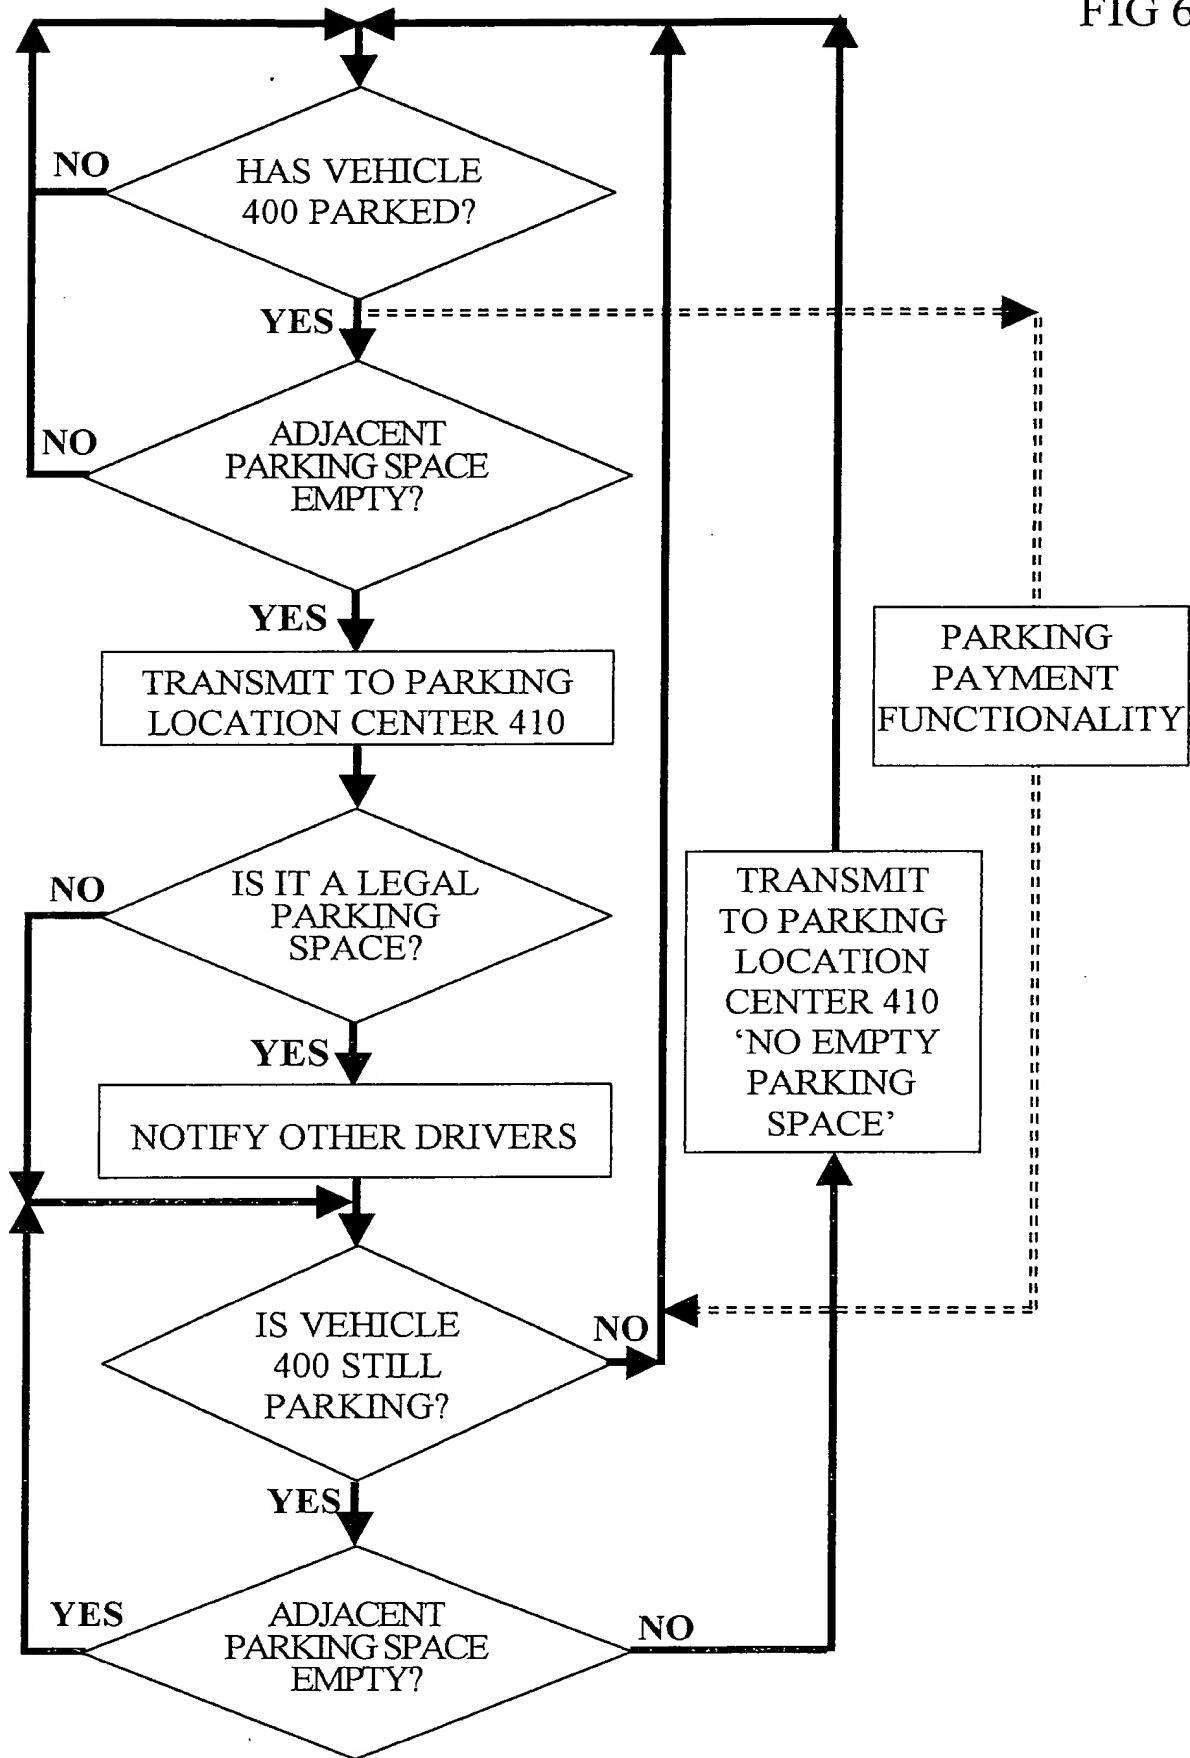 FIG 6
NO
HAS VEHICLE
400 PARKED?
YES
NO
ADJACENT
PARKING SPACE
EMPTY?
YES
TRANSMIT TO PARKING
LOCATION CENTER 410
PARKING
PAYMENT
FUNCTIONALITY
NO
IS IT A LEGAL
PARKING
SPACE?
TRANSMIT
TO PARKING
LOCATION
CENTER 410
‘NO EMPTY
PARKING
SPACE’
YES
NOTIFY OTHER DRIVERS
IS VEHICLE
400 STILL
PARKING?
NO
YES
YES
ADJACENT
PARKING SPACE
EMPTY?
NO